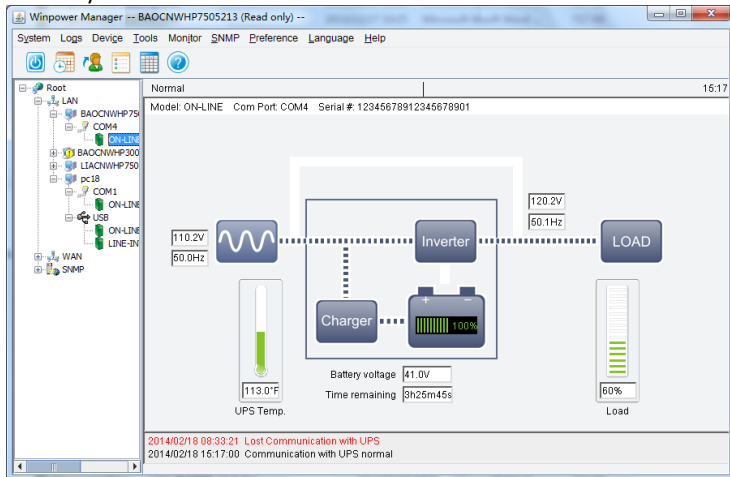 Winpower Manager -- BAOCNWHP7505213 (Read only) --
System Logs Device Tools Monitor SNMP Preference Language Help
Root
LAN
BAOCNWHP750
COM4
ON-LINE
BAOCNWHP300
LIACNWHP750
pc18
COM1
ON-LINE
USB
ON-LINE
LINE-IN
WAN
SNMP
Normal 15:17
Model: ON-LINE Com Port: COM4 Serial #: 12345678912345678901
110.2V
50.0Hz
Inverter
120.2V
50.1Hz
LOAD
Charger
+ −
100%
Battery voltage 41.0V
Time remaining 3h25m45s
113.0°F
UPS Temp.
60%
Load
2014/02/18 08:33:21 Lost Communication with UPS
2014/02/18 15:17:00 Communication with UPS normal